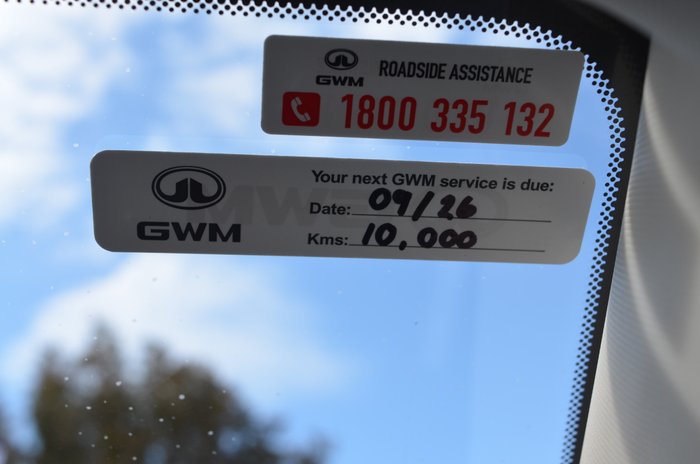 GWM
ROADSIDE ASSISTANCE
1800 335 132
GWM
Your next GWM service is due:
Date: 09/26
Kms: 10,000